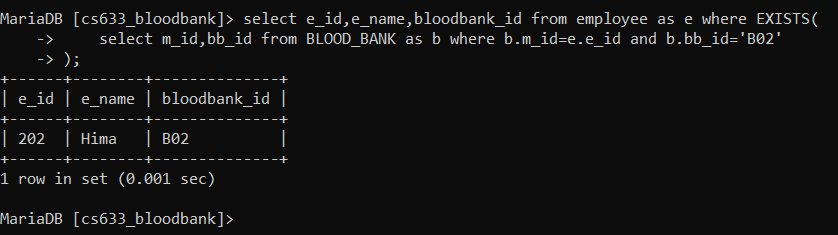 MariaDB [cs633_bloodbank]> select e_id,e_name,bloodbank_id from employee as e where EXISTS(
    ->     select m_id,bb_id from BLOOD_BANK as b where b.m_id=e.e_id and b.bb_id='B02'
    -> );
+------+--------+--------------+
| e_id | e_name | bloodbank_id |
+------+--------+--------------+
| 202  | Hima   | B02          |
+------+--------+--------------+
1 row in set (0.001 sec)

MariaDB [cs633_bloodbank]>